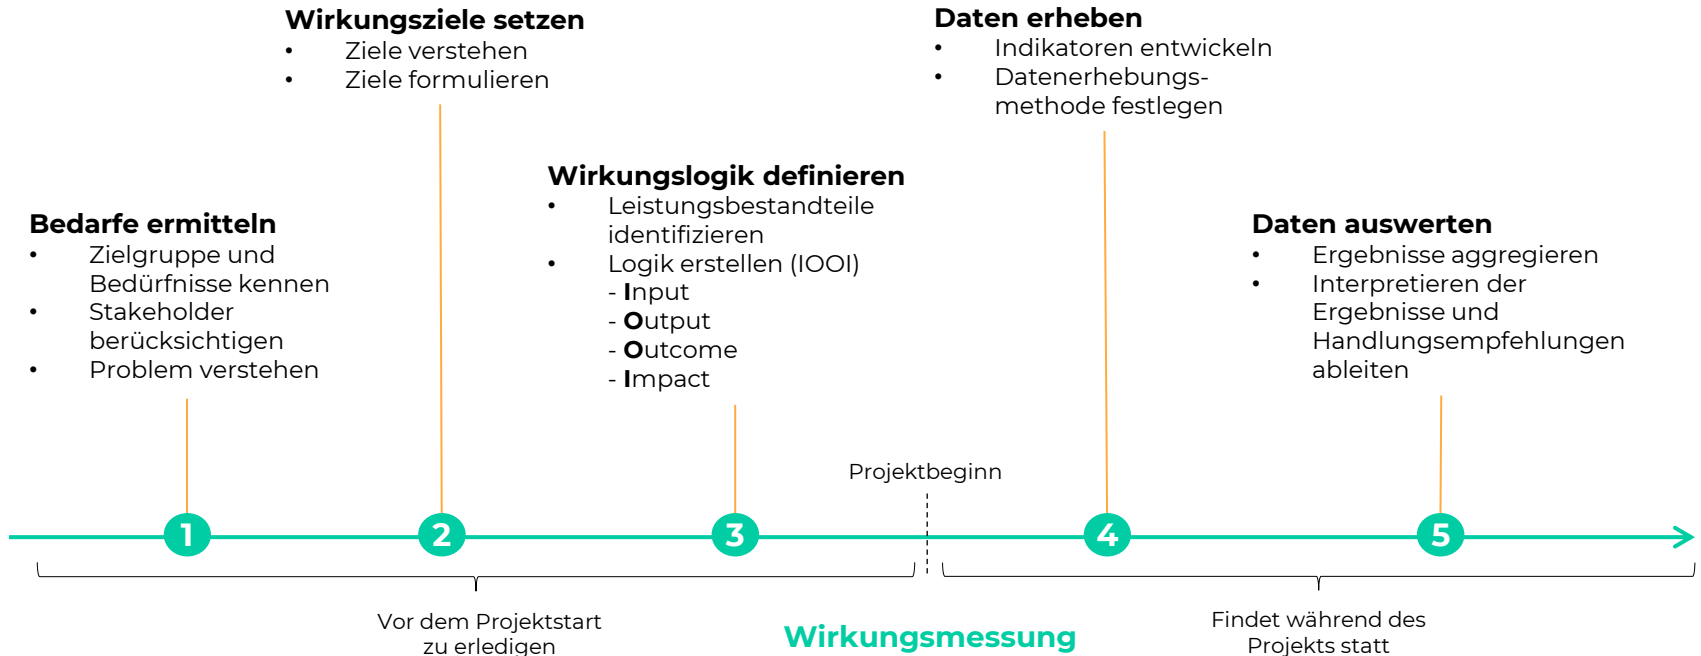 Wirkungsziele setzen
• Ziele verstehen
• Ziele formulieren
Daten erheben
• Indikatoren entwickeln
• Datenerhebungs-
methode festlegen
Wirkungslogik definieren
• Leistungsbestandteile
identifizieren
• Logik erstellen (IOOI)
- Input
- Output
- Outcome
- Impact
Bedarfe ermitteln
• Zielgruppe und
Bedürfnisse kennen
• Stakeholder
berücksichtigen
• Problem verstehen
Daten auswerten
• Ergebnisse aggregieren
• Interpretieren der
Ergebnisse und
Handlungsempfehlungen
ableiten
Projektbeginn
1
2
3
4
5
Vor dem Projektstart
zu erledigen
Wirkungsmessung
Findet während des
Projekts statt